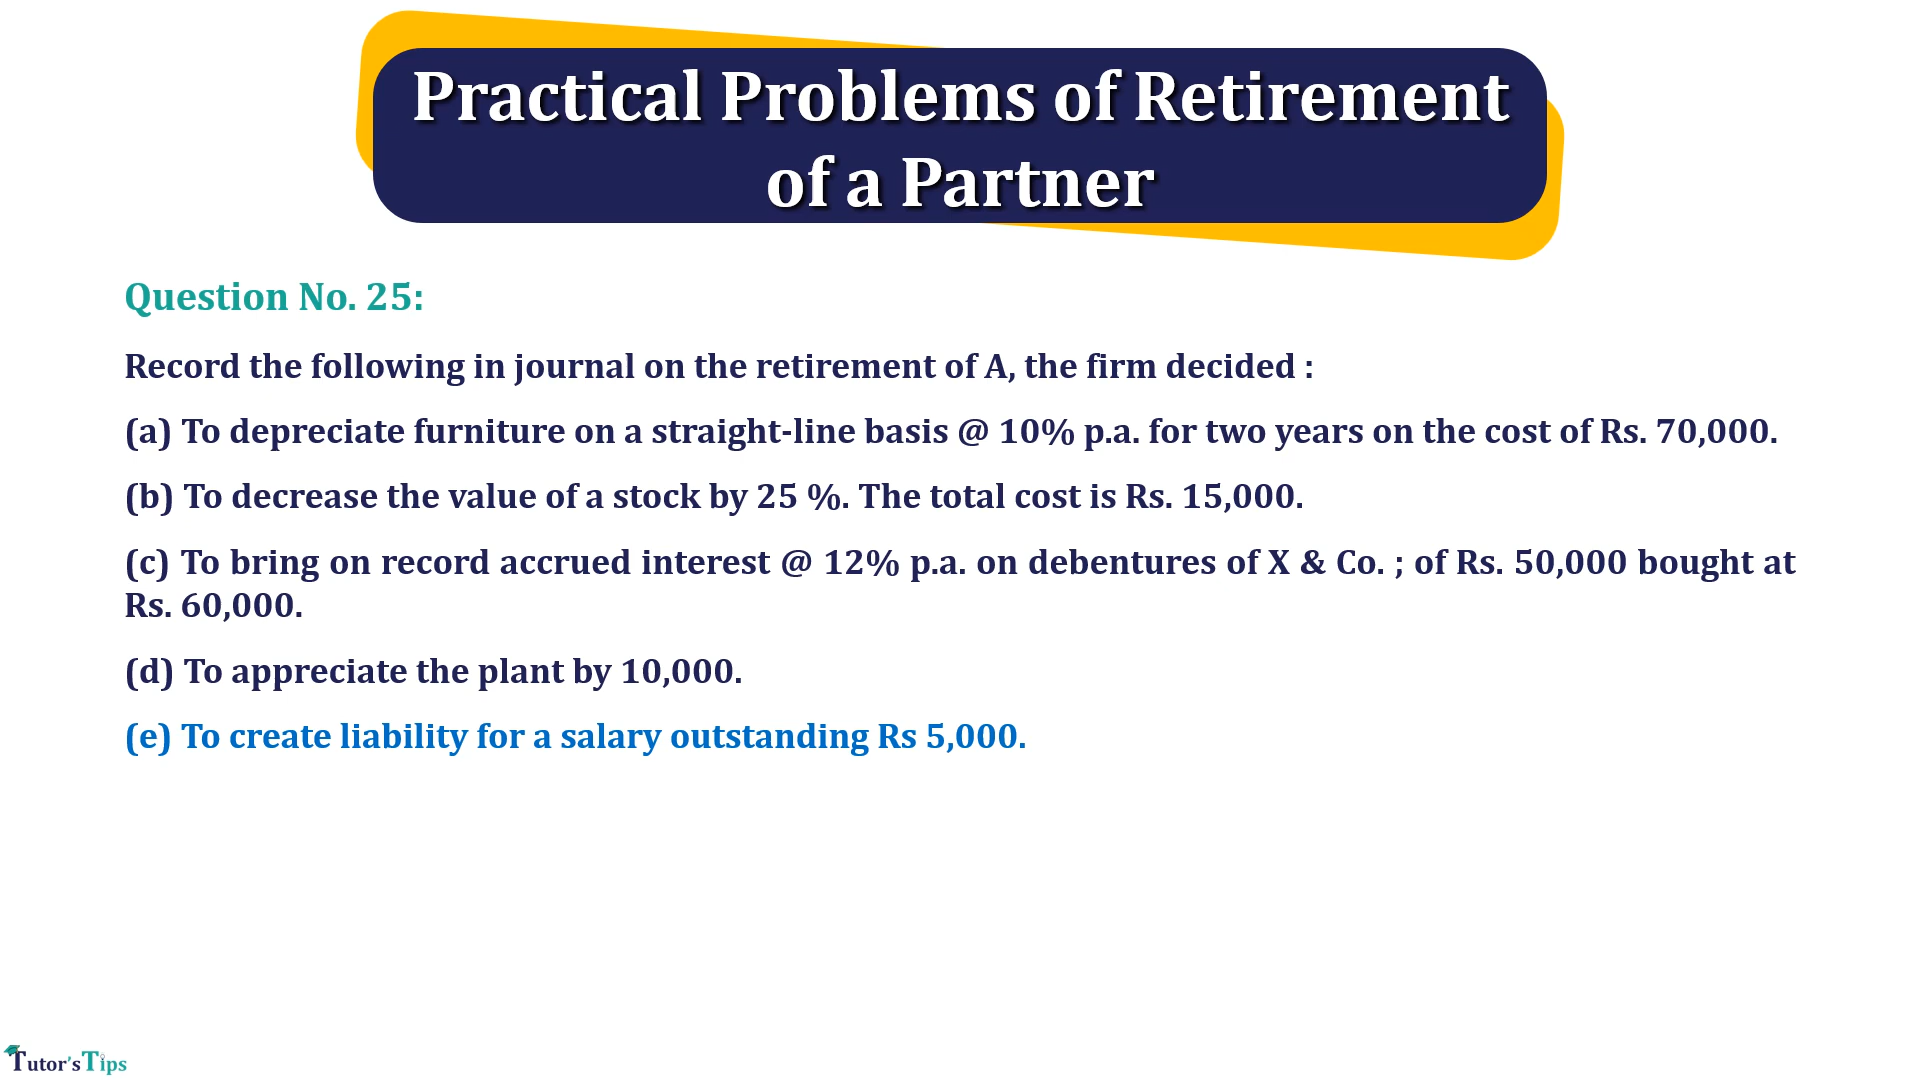 Practical Problems of Retirement
of a Partner
Question No. 25:
Record the following in journal on the retirement of A, the firm decided :
(a) To depreciate furniture on a straight-line basis @ 10% p.a. for two years on the cost of Rs. 70,000.
(b) To decrease the value of a stock by 25 %. The total cost is Rs. 15,000.
(c) To bring on record accrued interest @ 12% p.a. on debentures of X & Co. ; of Rs. 50,000 bought at
Rs. 60,000.
(d) To appreciate the plant by 10,000.
(e) To create liability for a salary outstanding Rs 5,000.
Tutor'sTips